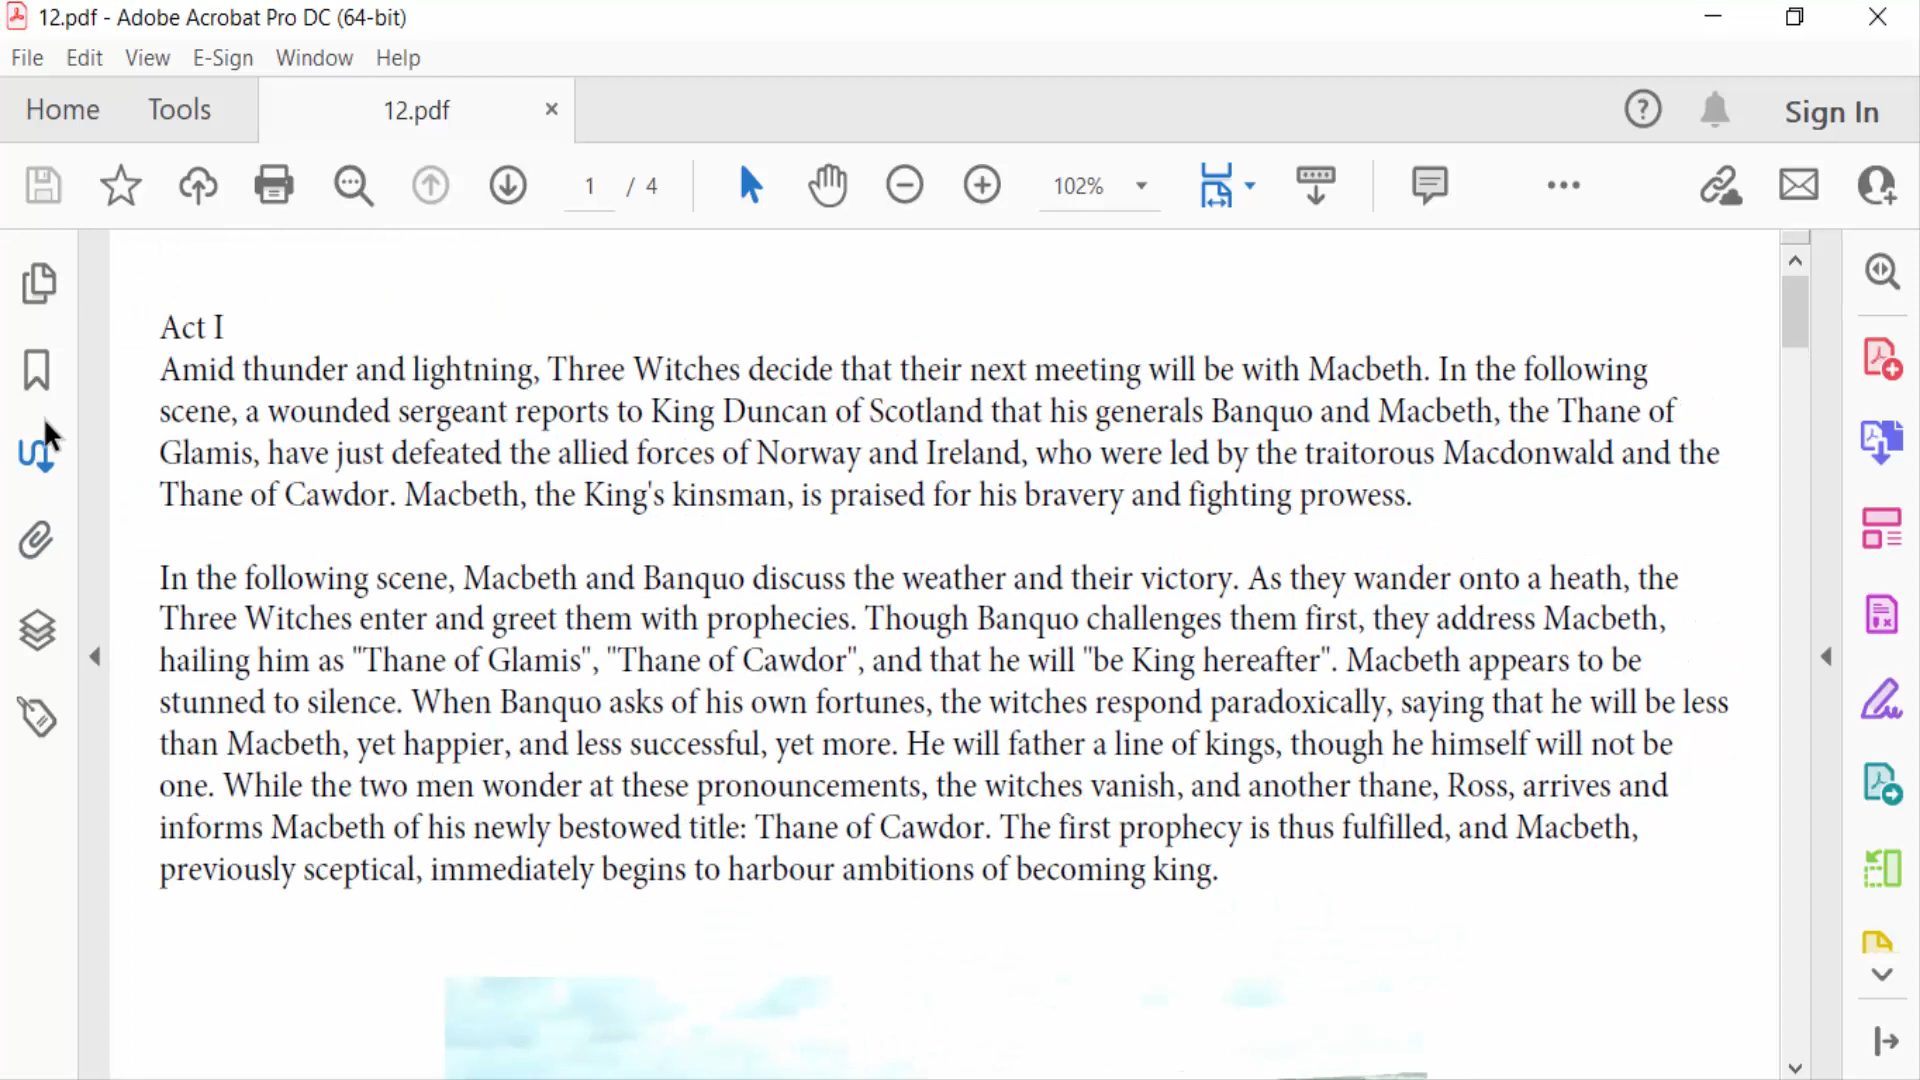 12.pdf - Adobe Acrobat Pro DC (64-bit)
File Edit View E-Sign Window Help
Home Tools 12.pdf × Sign In
1 / 4 102%
Act I
Amid thunder and lightning, Three Witches decide that their next meeting will be with Macbeth. In the following
scene, a wounded sergeant reports to King Duncan of Scotland that his generals Banquo and Macbeth, the Thane of
Glamis, have just defeated the allied forces of Norway and Ireland, who were led by the traitorous Macdonwald and the
Thane of Cawdor. Macbeth, the King's kinsman, is praised for his bravery and fighting prowess.
In the following scene, Macbeth and Banquo discuss the weather and their victory. As they wander onto a heath, the
Three Witches enter and greet them with prophecies. Though Banquo challenges them first, they address Macbeth,
hailing him as "Thane of Glamis", "Thane of Cawdor", and that he will "be King hereafter". Macbeth appears to be
stunned to silence. When Banquo asks of his own fortunes, the witches respond paradoxically, saying that he will be less
than Macbeth, yet happier, and less successful, yet more. He will father a line of kings, though he himself will not be
one. While the two men wonder at these pronouncements, the witches vanish, and another thane, Ross, arrives and
informs Macbeth of his newly bestowed title: Thane of Cawdor. The first prophecy is thus fulfilled, and Macbeth,
previously sceptical, immediately begins to harbour ambitions of becoming king.